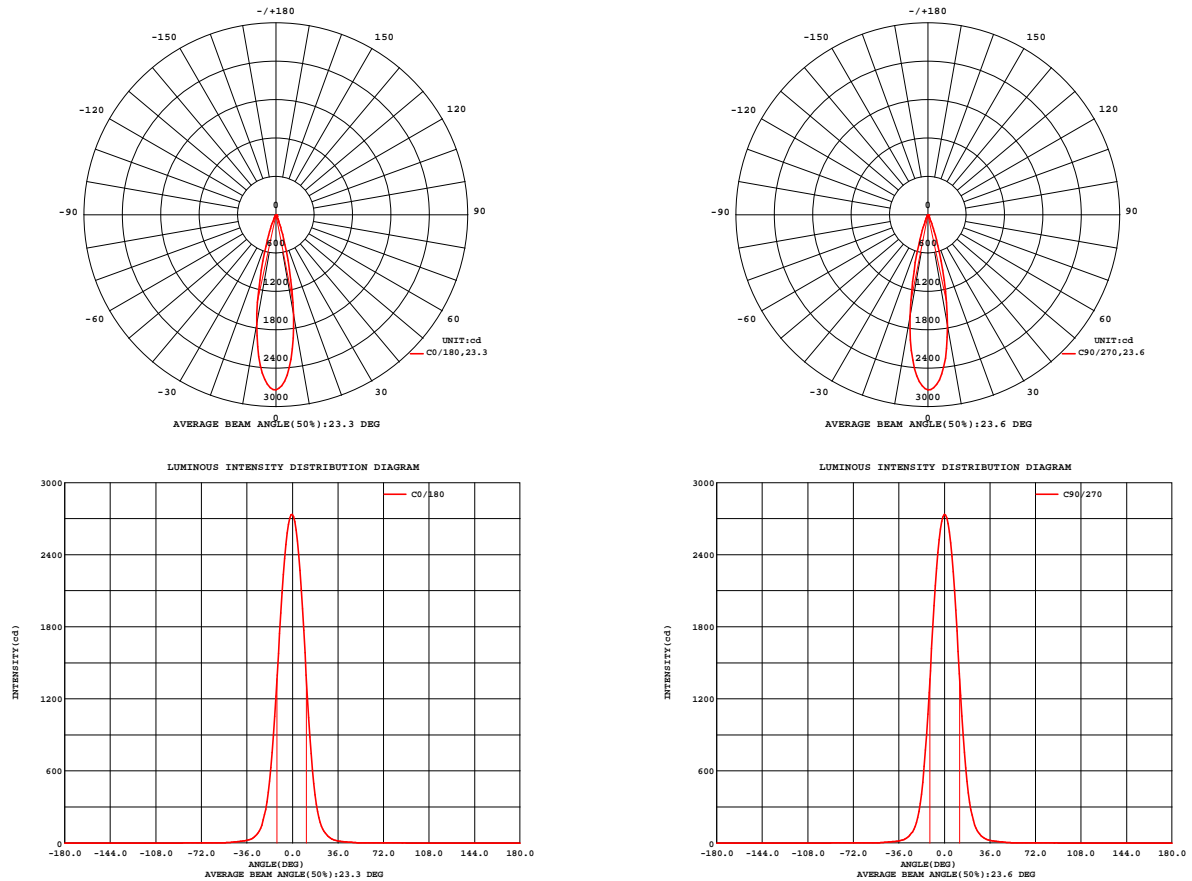 -/+180
-150
150
-120
120
-90
90
-60
60
-30
30
0
0
600
1200
1800
2400
3000
UNIT:cd
C0/180,23.3
AVERAGE BEAM ANGLE(50%):23.3 DEG
-/+180
-150
150
-120
120
-90
90
-60
60
-30
30
0
0
600
1200
1800
2400
3000
UNIT:cd
C90/270,23.6
AVERAGE BEAM ANGLE(50%):23.6 DEG
LUMINOUS INTENSITY DISTRIBUTION DIAGRAM
C0/180
3000
2400
1800
1200
600
0
INTENSITY(cd)
-180.0 -144.0 -108.0 -72.0 -36.0 0.0 36.0 72.0 108.0 144.0 180.0
ANGLE(DEG)
AVERAGE BEAM ANGLE(50%):23.3 DEG
LUMINOUS INTENSITY DISTRIBUTION DIAGRAM
C90/270
3000
2400
1800
1200
600
0
INTENSITY(cd)
-180.0 -144.0 -108.0 -72.0 -36.0 0.0 36.0 72.0 108.0 144.0 180.0
ANGLE(DEG)
AVERAGE BEAM ANGLE(50%):23.6 DEG